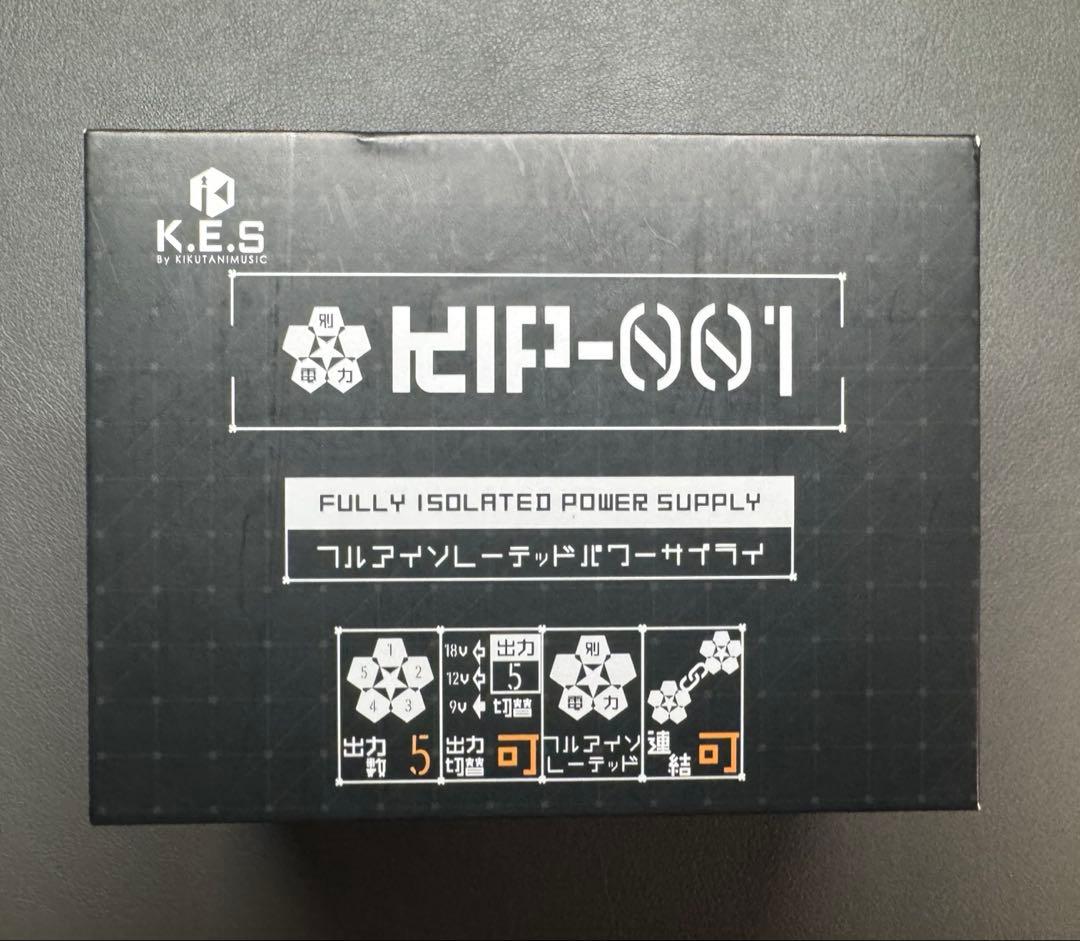 K.E.S
By KIKUTANIMUSIC
別
電 力
KIP-001
FULLY ISOLATED POWER SUPPLY
フルアイソレーテッドパワーサプライ
1
5 2
4 3
出力数 5
18V
12V
9V
出力
5
切替
出力切替 可
別
電 力
フルアイソ
レーテッド
連結 可